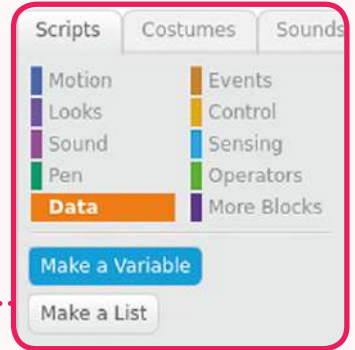 Scripts Costumes Sounds
Motion Events
Looks Control
Sound Sensing
Pen Operators
Data More Blocks
Make a Variable
Make a List